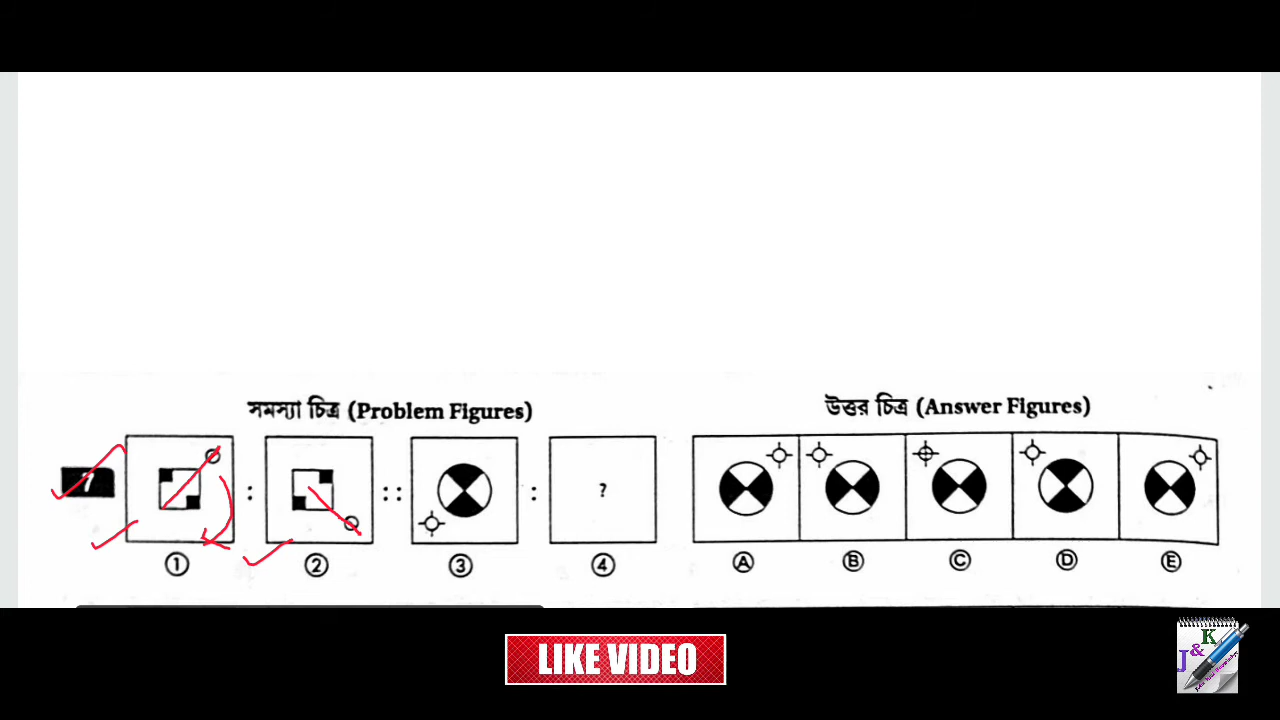 সমস্যা চিত্র (Problem Figures)
উত্তর চিত্র (Answer Figures)
7
: :: : ?
① ② ③ ④
Ⓐ Ⓑ Ⓒ Ⓓ Ⓔ
LIKE VIDEO
J&K